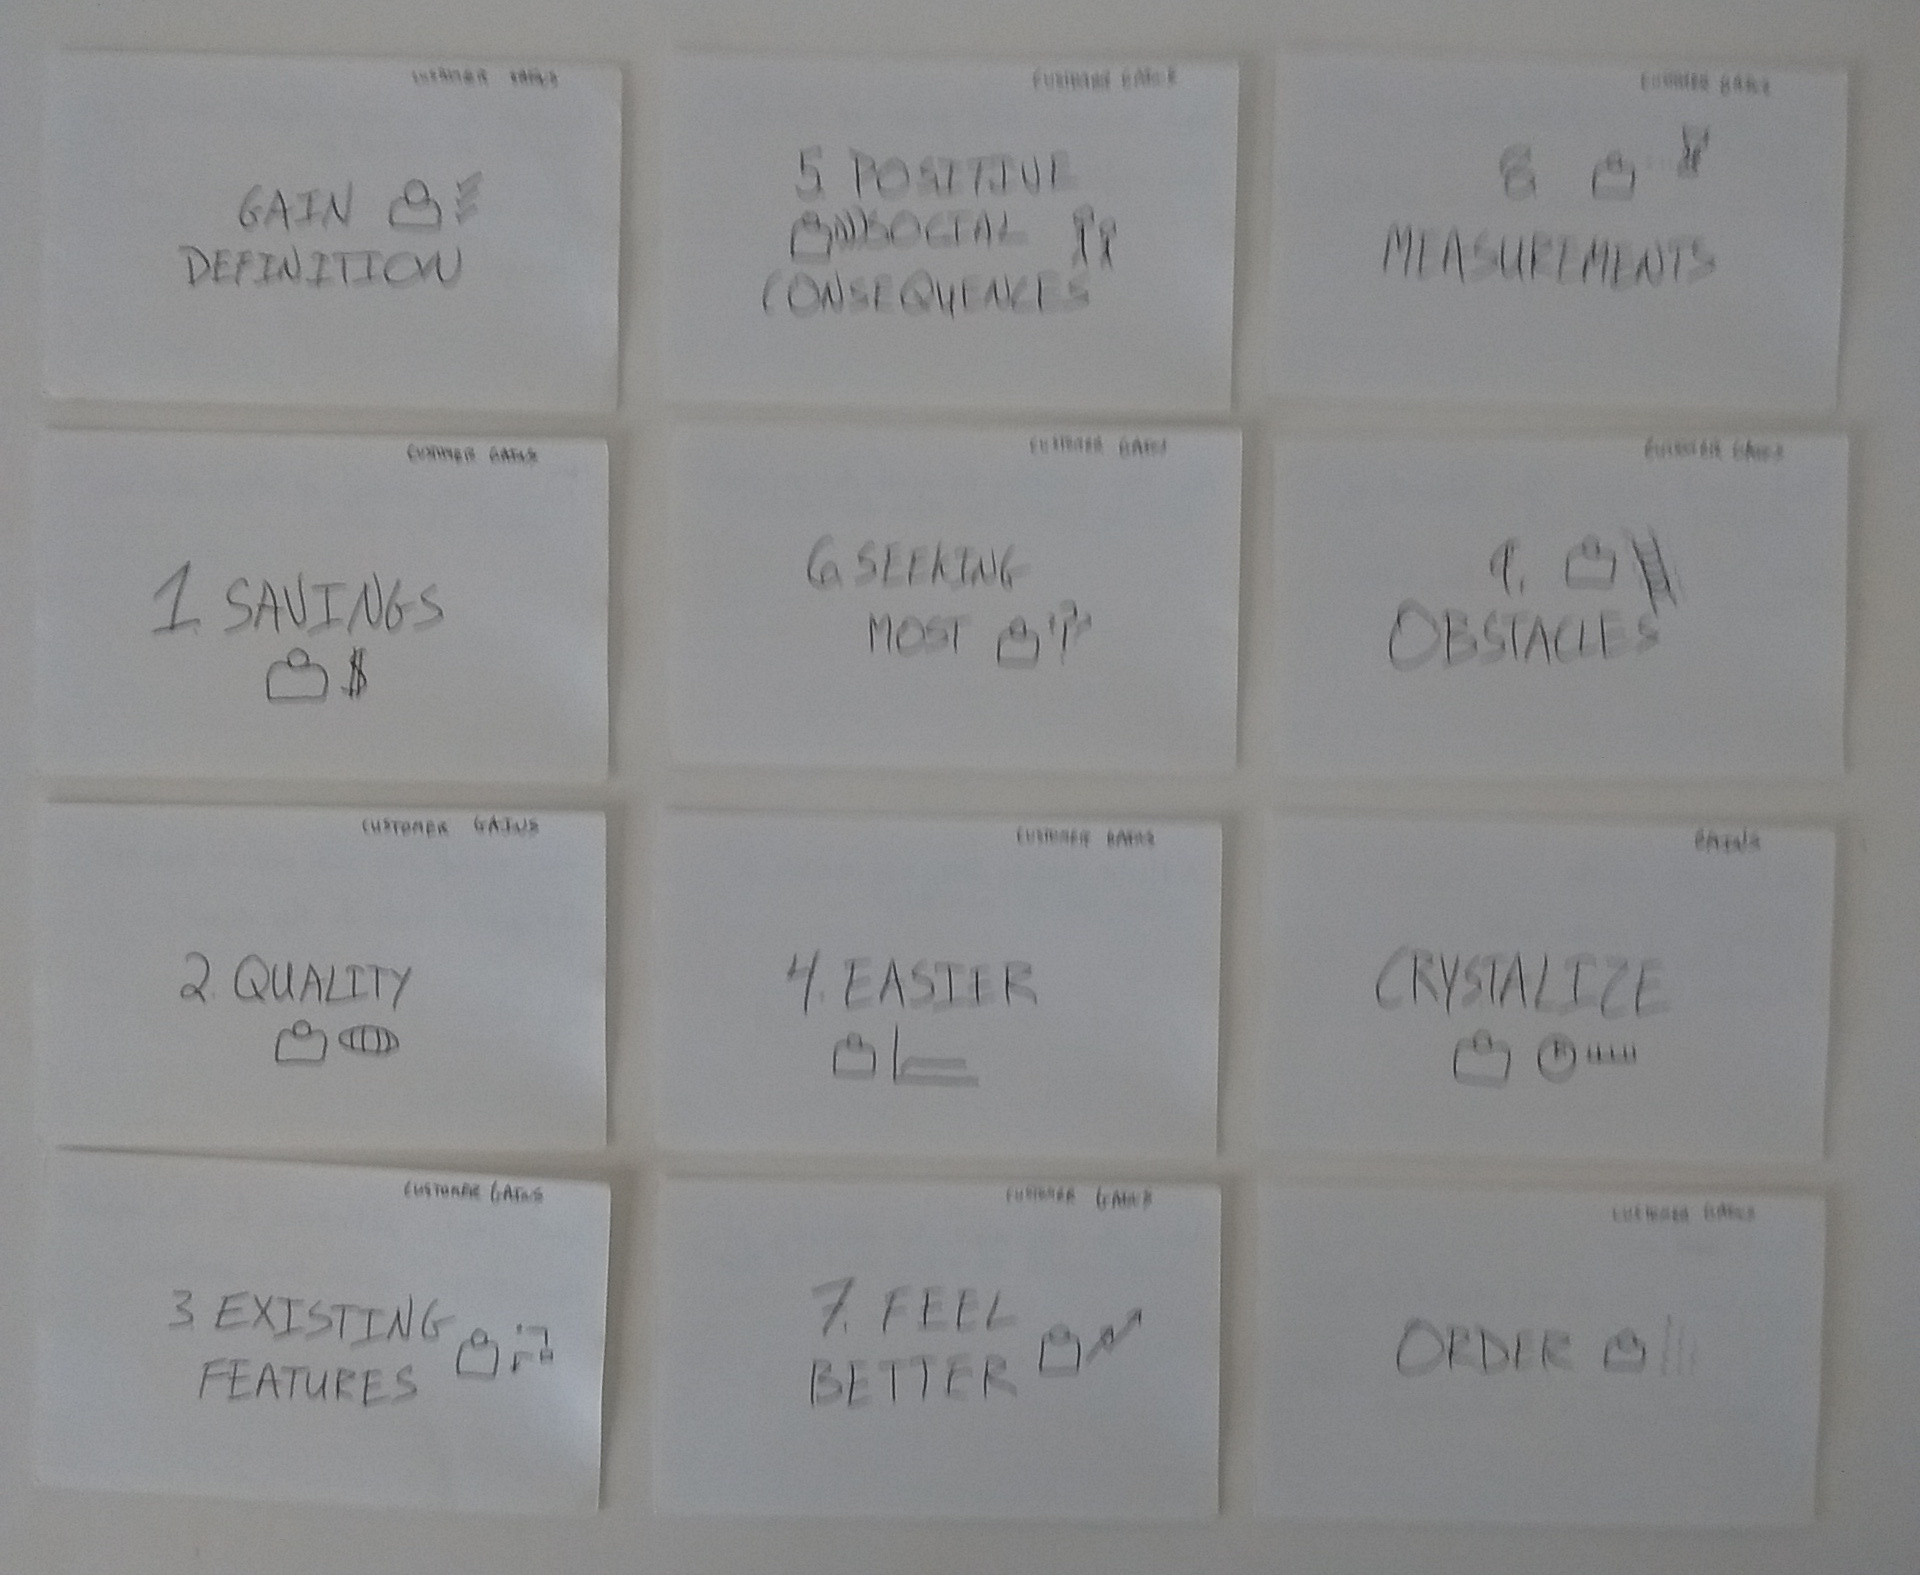 CUSTOMER GAINS
GAIN
DEFINITION
CUSTOMER GAINS
1. SAVINGS
$
CUSTOMER GAINS
2. QUALITY
CUSTOMER GAINS
3. EXISTING
FEATURES
CUSTOMER GAINS
5. POSITIVE
SOCIAL
CONSEQUENCES
CUSTOMER GAINS
6. SEEKING
MOST
CUSTOMER GAINS
4. EASIER
CUSTOMER GAINS
7. FEEL
BETTER
CUSTOMER GAINS
8
MEASUREMENTS
CUSTOMER GAINS
9.
OBSTACLES
GAINS
CRYSTALIZE
CUSTOMER GAINS
ORDER